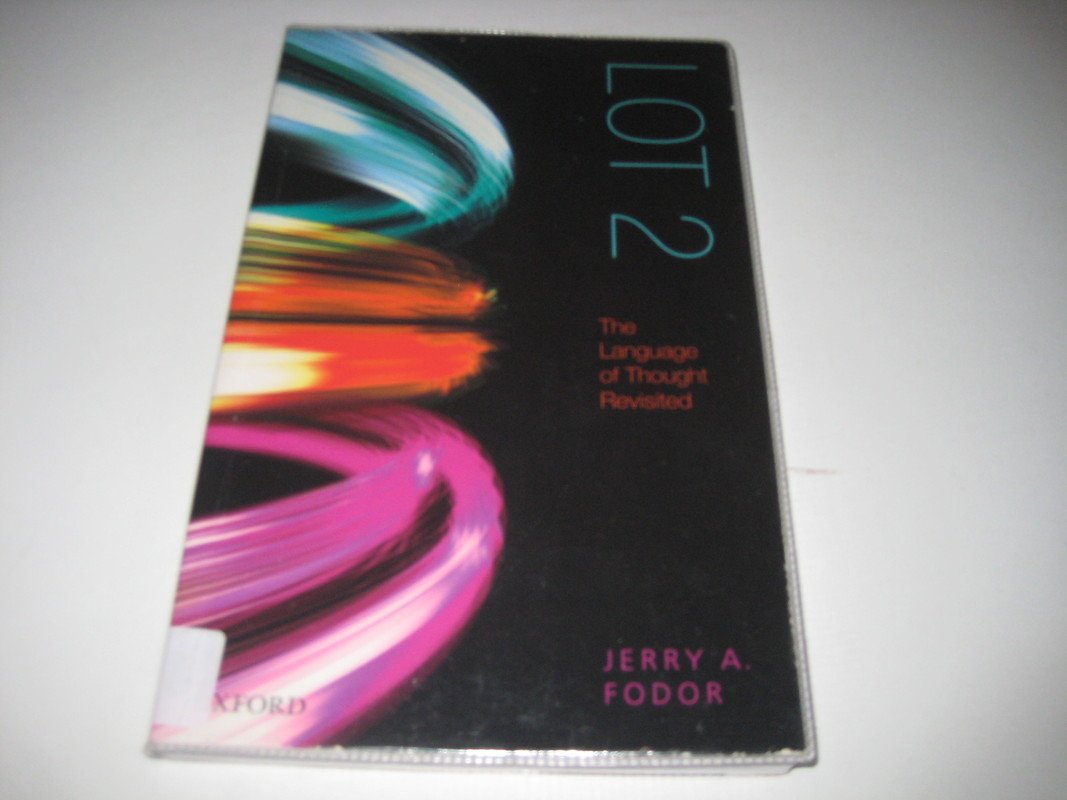 LOT 2
The
Language
of Thought
Revisited
JERRY A.
FODOR
XFORD